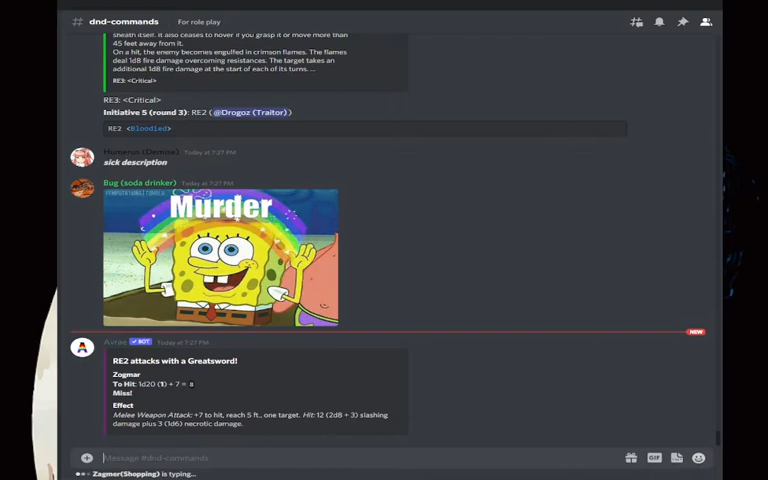 # dnd-commands For role play
sheath itself. It also ceases to hover if you grasp it or move more than
45 feet away from it.
On a hit, the enemy becomes engulfed in crimson flames. The flames
deal 1d8 fire damage overcoming resistances. The target takes an
additional 1d8 fire damage at the start of each of its turns. ...
RE3: <Critical>
RE3: <Critical>
Initiative 5 (round 3): RE2 (@Drogoz (Traitor))
RE2 <Bloodied>
Humerus (Demise) Today at 7:27 PM
sick description
Bug (soda drinker) Today at 7:27 PM
Murder
NEW
Avrae BOT Today at 7:27 PM
RE2 attacks with a Greatsword!
Zogmar
To Hit: 1d20 (1) + 7 = 8
Miss!
Effect
Melee Weapon Attack: +7 to hit, reach 5 ft., one target. Hit: 12 (2d8 + 3) slashing
damage plus 3 (1d6) necrotic damage.
Message #dnd-commands
GIF
Zagmer(Shopping) is typing...